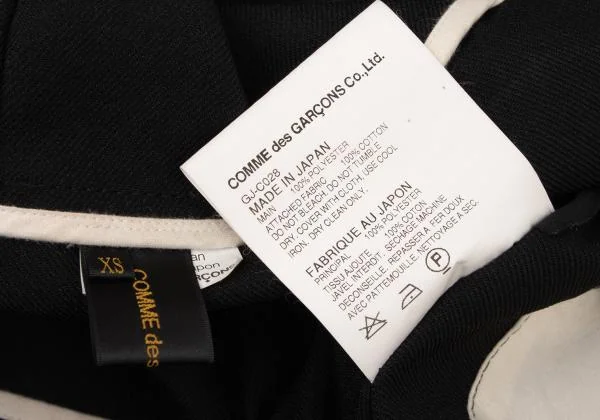 COMME des GARÇONS Co., Ltd.
GJ-C028
MADE IN JAPAN
MAIN 100% POLYESTER
ATTACHED FABRIC 100% COTTON
DO NOT BLEACH. DO NOT TUMBLE
DRY. COVER WITH CLOTH, USE COOL
IRON. DRY CLEAN ONLY.
FABRIQUE AU JAPON
PRINCIPAL 100% POLYESTER
TISSU AJOUTE 100% COTON
JAVEL INTERDIT. SECHAGE MACHINE
DECONSEILLE. REPASSER A FER DOUX
AVEC PATTEMOUILLE. NETTOYAGE A SEC.
P
XS
COMME des